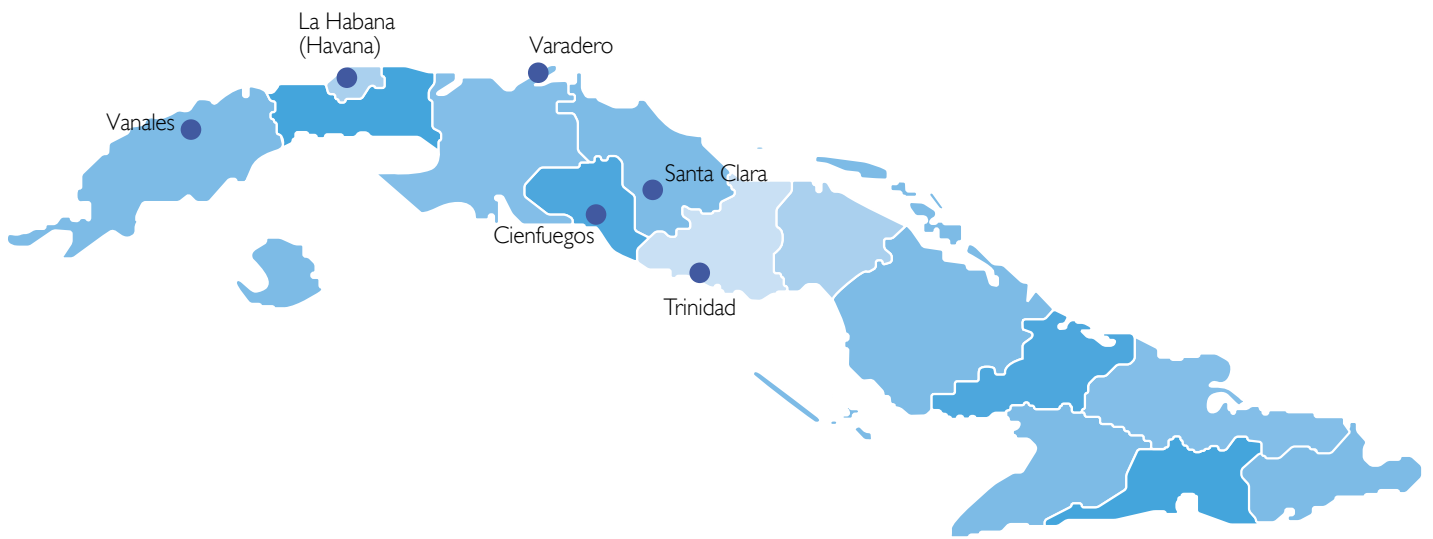 La Habana
(Havana)
Varadero
Vanales
Santa Clara
Cienfuegos
Trinidad